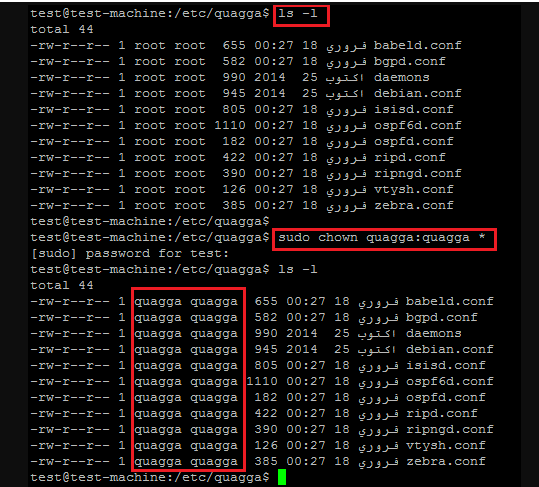 test@test-machine:/etc/quagga$ ls -l
total 44
-rw-r--r-- 1 root root  655 00:27 18 فروري babeld.conf
-rw-r--r-- 1 root root  582 00:27 18 فروري bgpd.conf
-rw-r--r-- 1 root root  990 2014  25 اکتوب daemons
-rw-r--r-- 1 root root  945 2014  25 اکتوب debian.conf
-rw-r--r-- 1 root root  805 00:27 18 فروري isisd.conf
-rw-r--r-- 1 root root 1110 00:27 18 فروري ospf6d.conf
-rw-r--r-- 1 root root  182 00:27 18 فروري ospfd.conf
-rw-r--r-- 1 root root  422 00:27 18 فروري ripd.conf
-rw-r--r-- 1 root root  390 00:27 18 فروري ripngd.conf
-rw-r--r-- 1 root root  126 00:27 18 فروري vtysh.conf
-rw-r--r-- 1 root root  385 00:27 18 فروري zebra.conf
test@test-machine:/etc/quagga$
test@test-machine:/etc/quagga$ sudo chown quagga:quagga *
[sudo] password for test:
test@test-machine:/etc/quagga$ ls -l
total 44
-rw-r--r-- 1 quagga quagga  655 00:27 18 فروري babeld.conf
-rw-r--r-- 1 quagga quagga  582 00:27 18 فروري bgpd.conf
-rw-r--r-- 1 quagga quagga  990 2014  25 اکتوب daemons
-rw-r--r-- 1 quagga quagga  945 2014  25 اکتوب debian.conf
-rw-r--r-- 1 quagga quagga  805 00:27 18 فروري isisd.conf
-rw-r--r-- 1 quagga quagga 1110 00:27 18 فروري ospf6d.conf
-rw-r--r-- 1 quagga quagga  182 00:27 18 فروري ospfd.conf
-rw-r--r-- 1 quagga quagga  422 00:27 18 فروري ripd.conf
-rw-r--r-- 1 quagga quagga  390 00:27 18 فروري ripngd.conf
-rw-r--r-- 1 quagga quagga  126 00:27 18 فروري vtysh.conf
-rw-r--r-- 1 quagga quagga  385 00:27 18 فروري zebra.conf
test@test-machine:/etc/quagga$